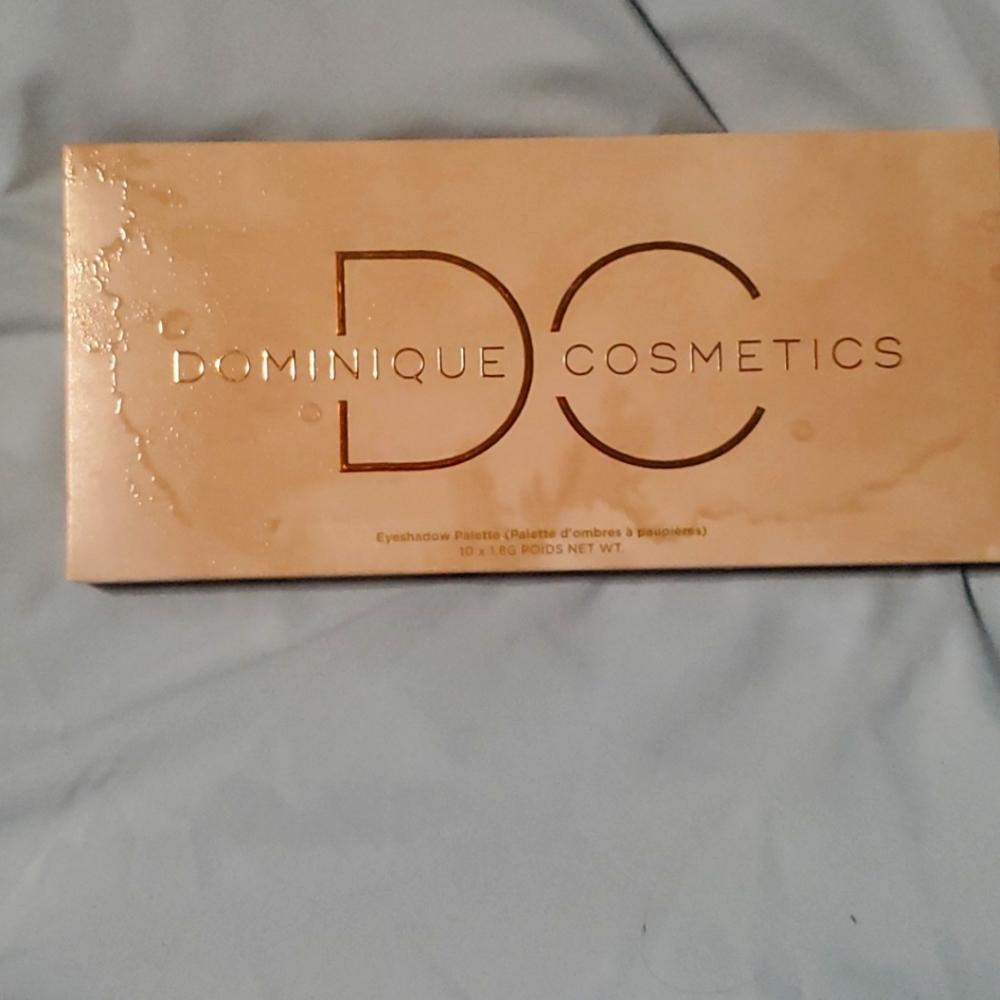 DC
DOMINIQUE COSMETICS
Eyeshadow Palette (Palette d'ombres à paupières)
10 x 1.8G POIDS NET WT.